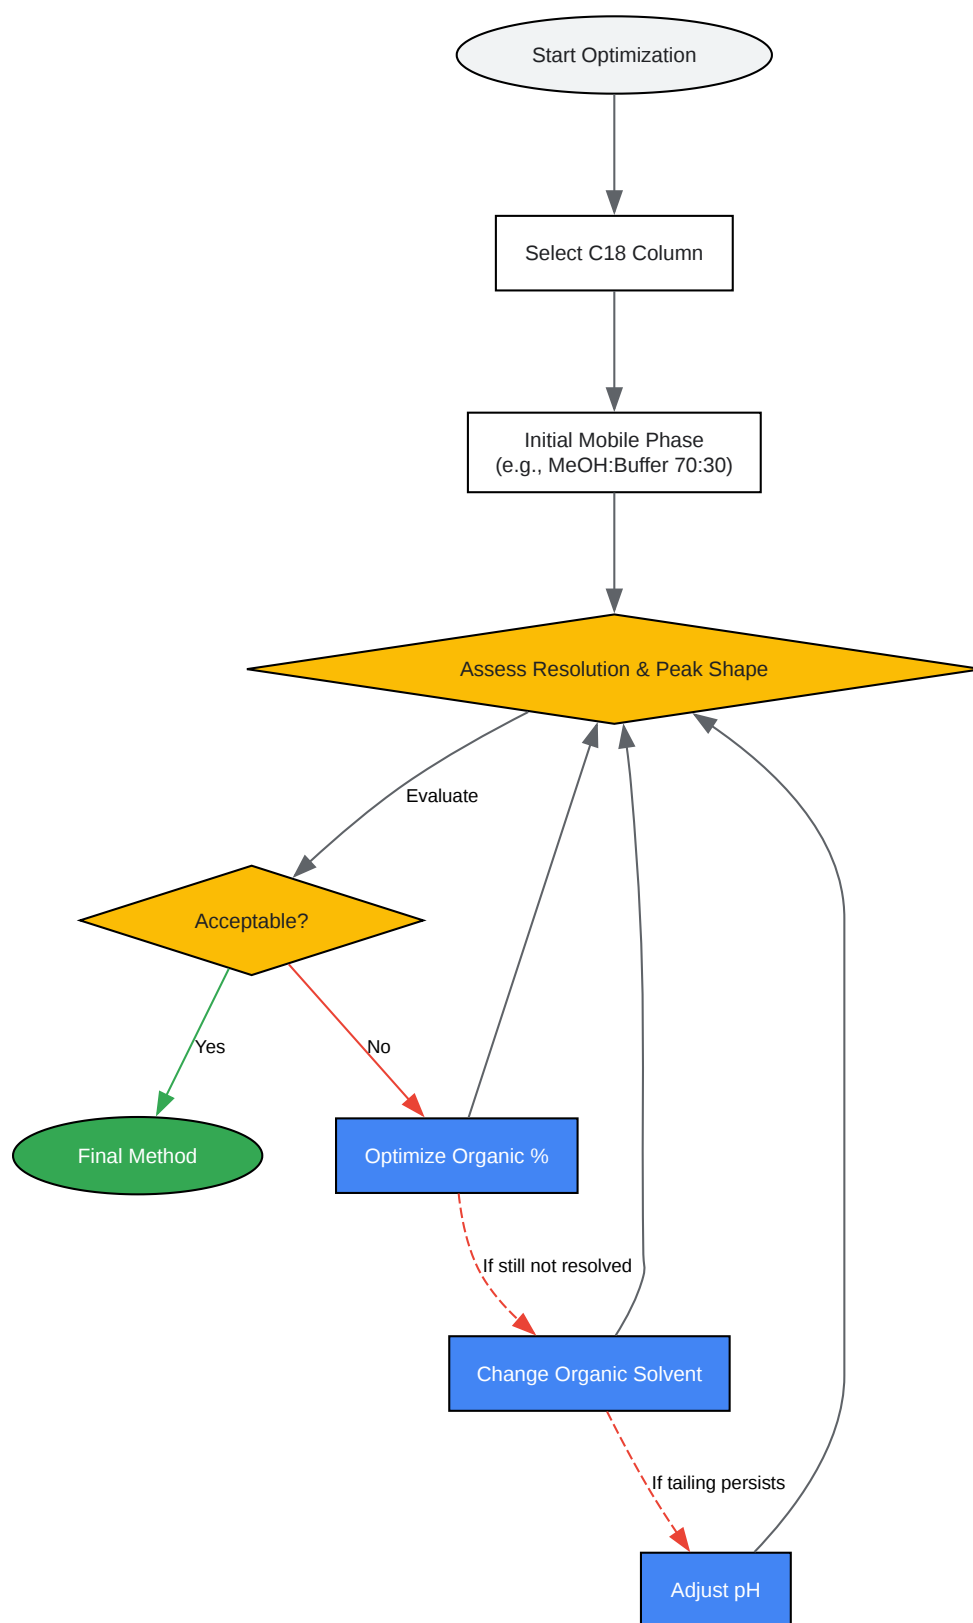 Start Optimization
Select C18 Column
Initial Mobile Phase
(e.g., MeOH:Buffer 70:30)
Assess Resolution & Peak Shape
Evaluate
Acceptable?
Yes
No
Final Method
Optimize Organic %
If still not resolved
Change Organic Solvent
If tailing persists
Adjust pH